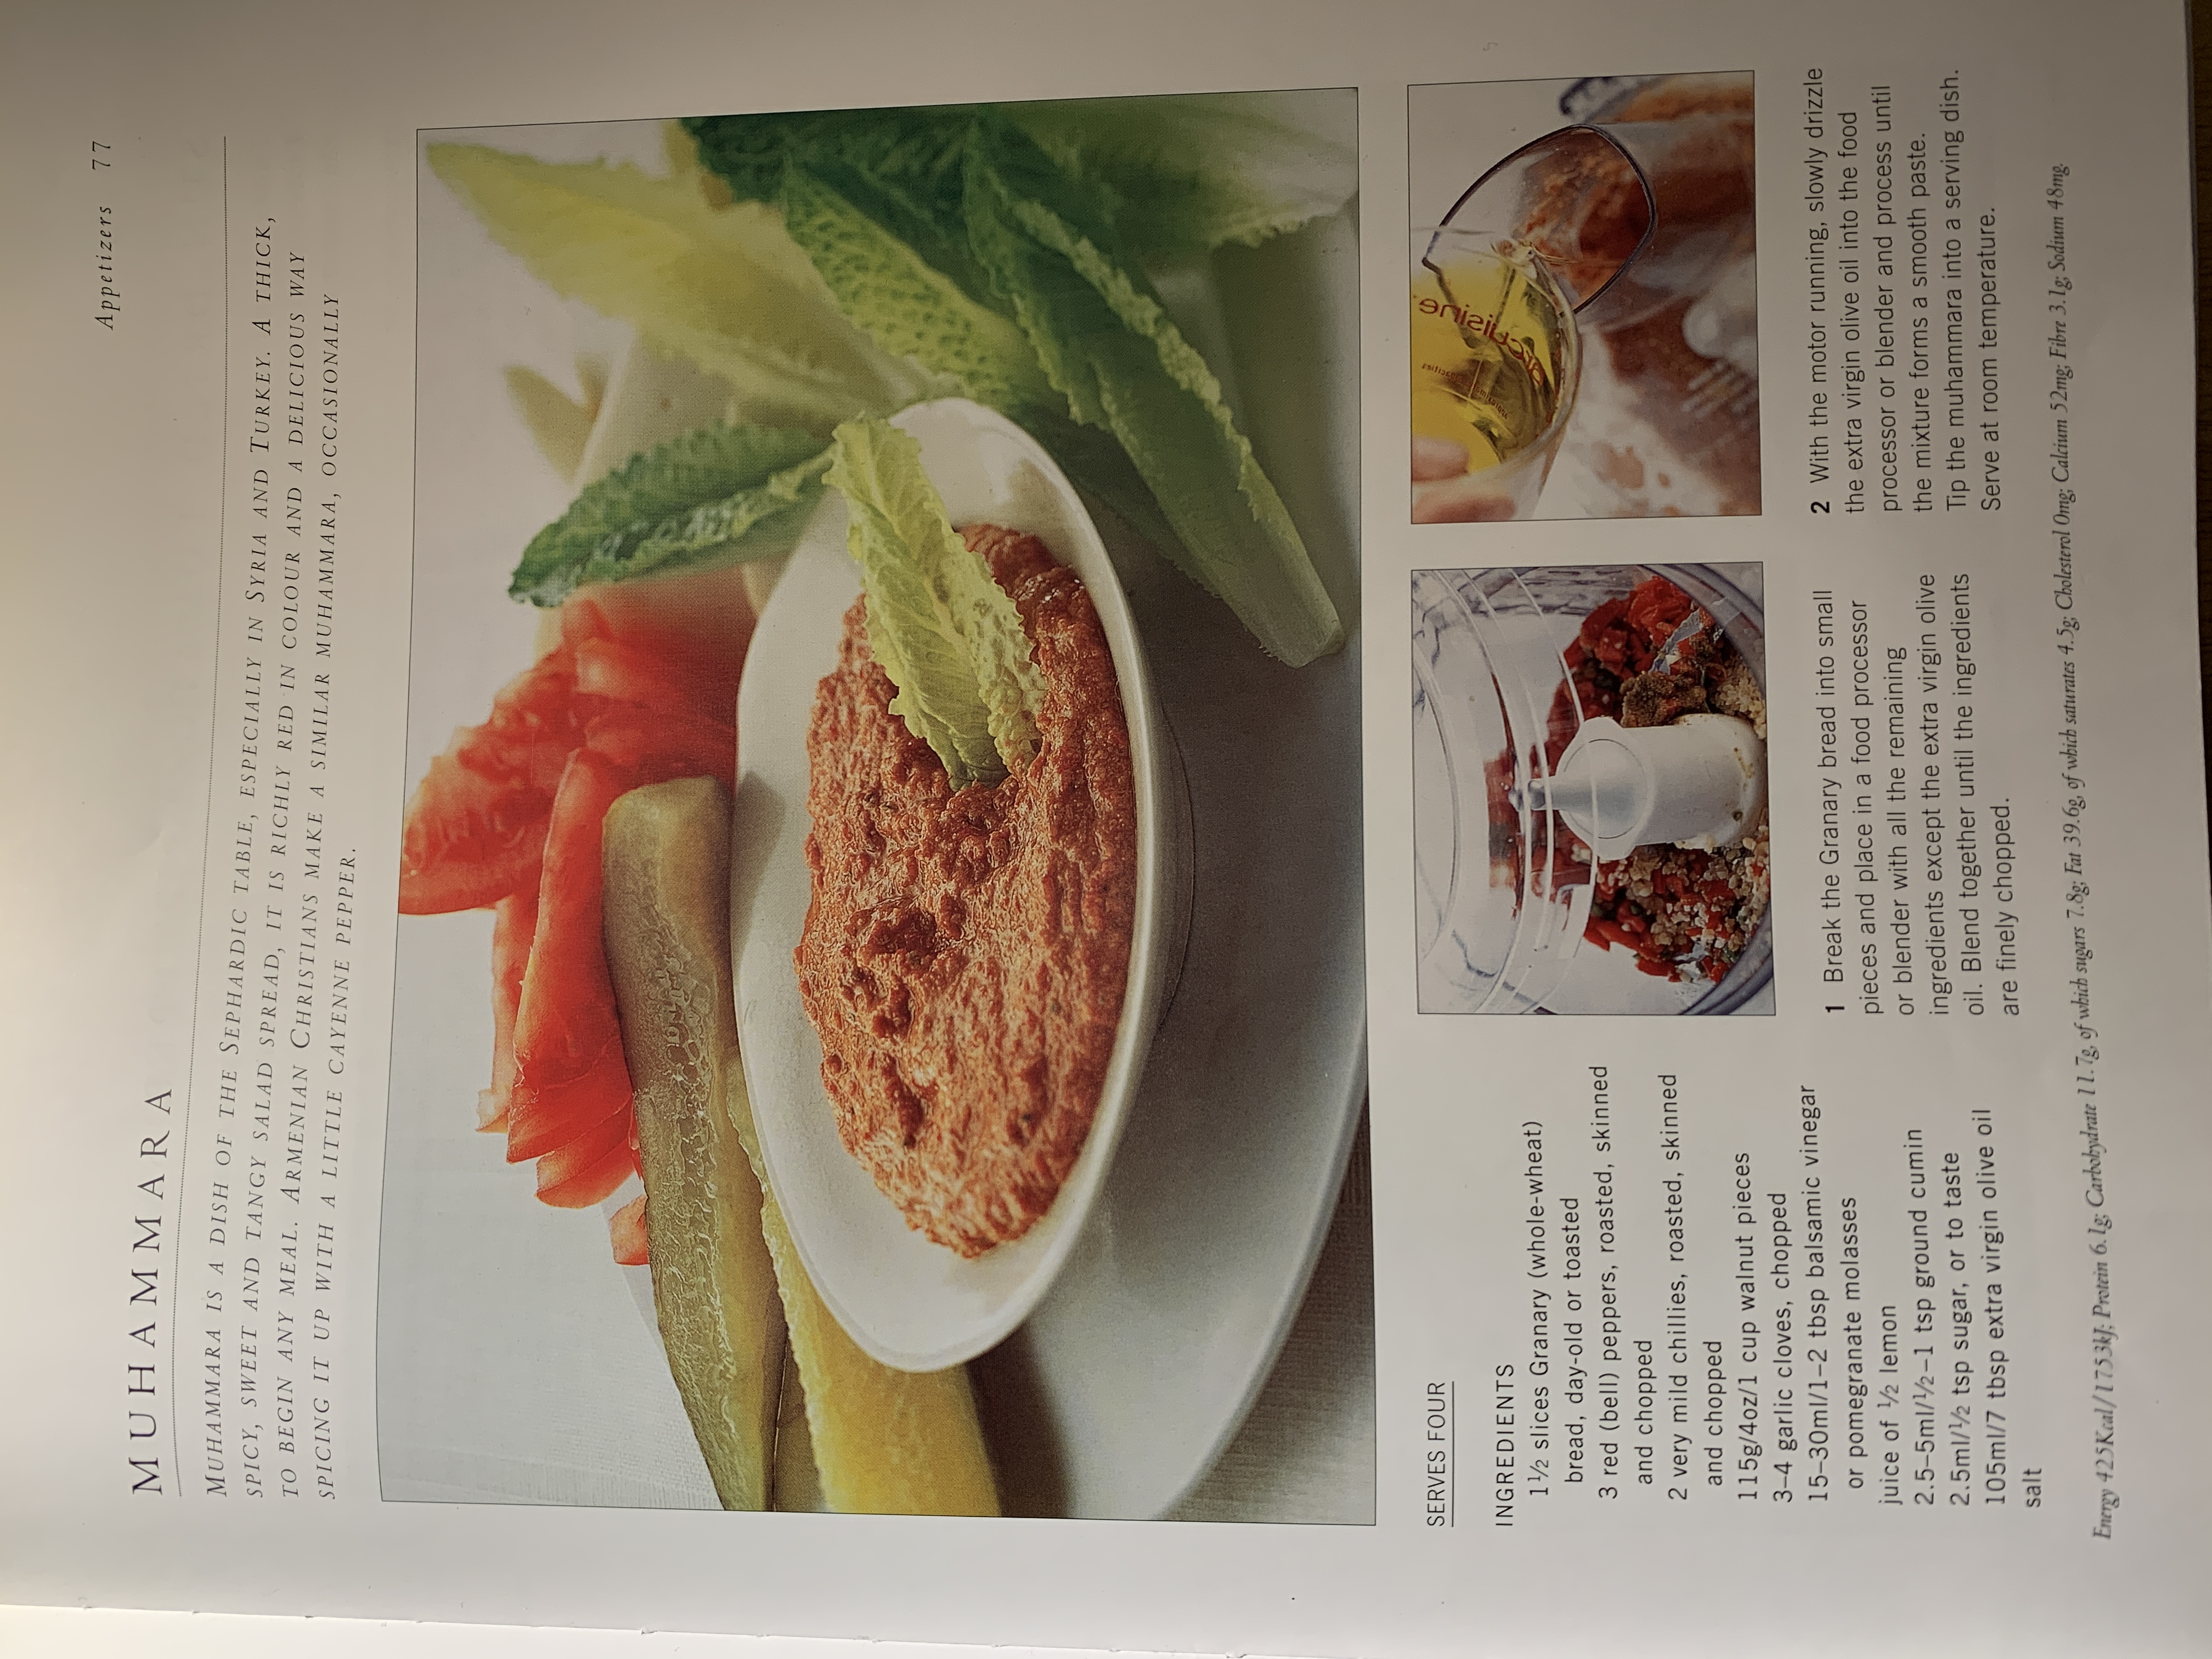 Appetizers 77
MUHAMMARA
MUHAMMARA IS A DISH OF THE SEPHARDIC TABLE, ESPECIALLY IN SYRIA AND TURKEY. A THICK,
SPICY, SWEET AND TANGY SALAD SPREAD, IT IS RICHLY RED IN COLOUR AND A DELICIOUS WAY
TO BEGIN ANY MEAL. ARMENIAN CHRISTIANS MAKE A SIMILAR MUHAMMARA, OCCASIONALLY
SPICING IT UP WITH A LITTLE CAYENNE PEPPER.
SERVES FOUR
INGREDIENTS
1½ slices Granary (whole-wheat)
bread, day-old or toasted
3 red (bell) peppers, roasted, skinned
and chopped
2 very mild chillies, roasted, skinned
and chopped
115g/4oz/1 cup walnut pieces
3–4 garlic cloves, chopped
15–30ml/1–2 tbsp balsamic vinegar
or pomegranate molasses
juice of ½ lemon
2.5–5ml/½–1 tsp ground cumin
2.5ml/½ tsp sugar, or to taste
105ml/7 tbsp extra virgin olive oil
salt
1 Break the Granary bread into small
pieces and place in a food processor
or blender with all the remaining
ingredients except the extra virgin olive
oil. Blend together until the ingredients
are finely chopped.
2 With the motor running, slowly drizzle
the extra virgin olive oil into the food
processor or blender and process until
the mixture forms a smooth paste.
Tip the muhammara into a serving dish.
Serve at room temperature.
Energy 425Kcal/1753kJ; Protein 6.1g; Carbohydrate 11.7g, of which sugars 7.8g; Fat 39.6g, of which saturates 4.5g; Cholesterol 0mg; Calcium 52mg; Fibre 3.1g; Sodium 48mg.